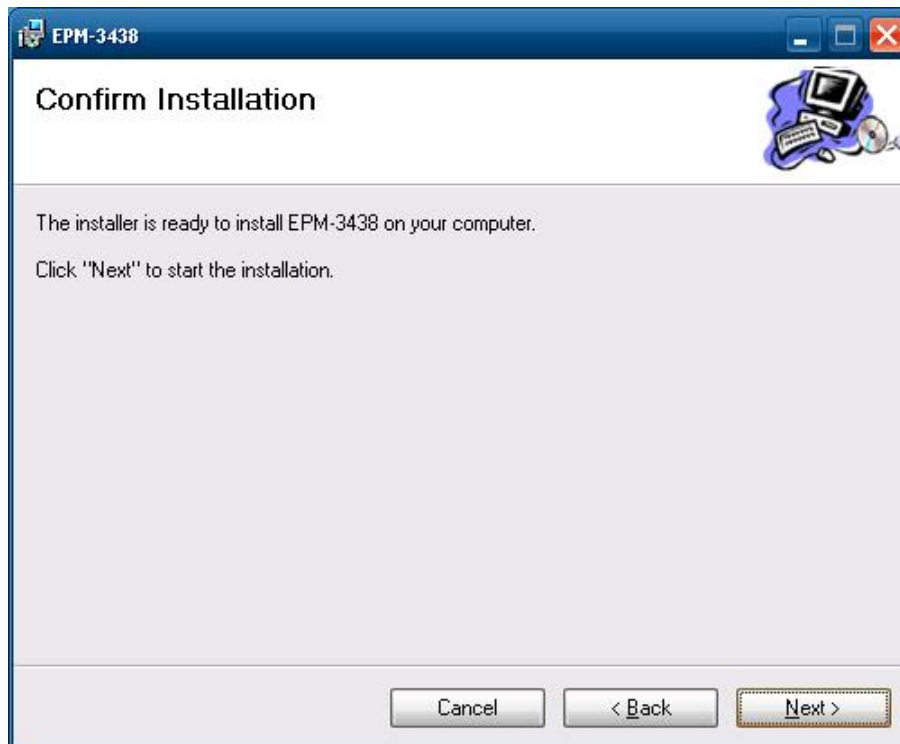 EPM-3438
Confirm Installation
The installer is ready to install EPM-3438 on your computer.
Click "Next" to start the installation.
Cancel
< Back
Next >